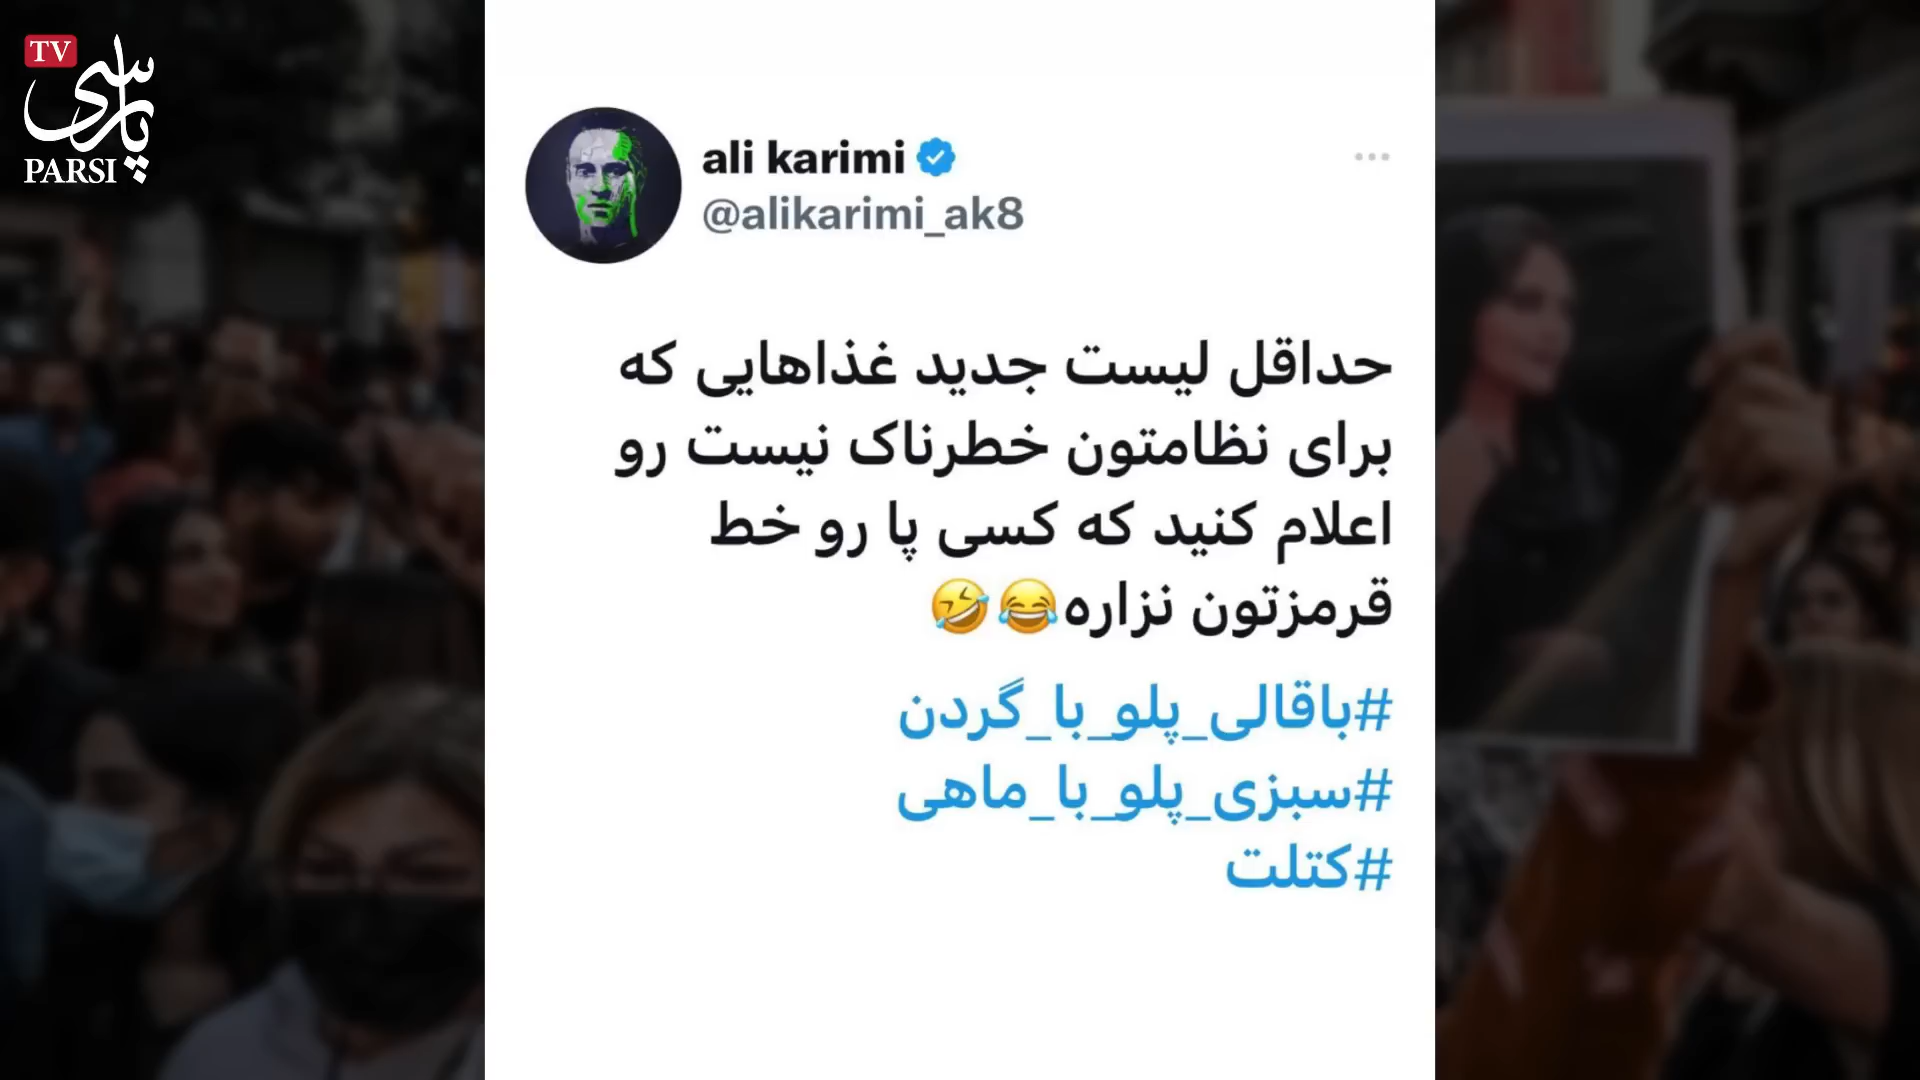 TV
پارسی
PARSI
ali karimi
@alikarimi_ak8
حداقل لیست جدید غذاهایی که
برای نظامتون خطرناک نیست رو
اعلام کنید که کسی پا رو خط
قرمزتون نزاره😂🤣
#باقالی_پلو_با_گردن
#سبزی_پلو_با_ماهی
#کتلت